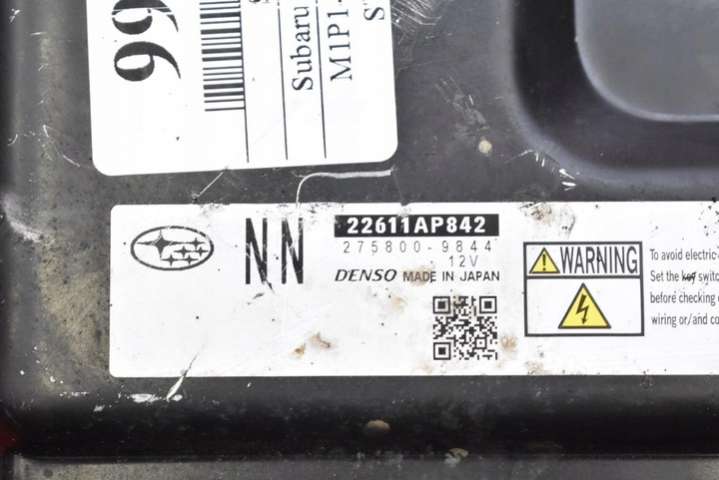 99
Subaru
M1P1-
NN
22611AP842
275800-9844
12V
DENSO MADE IN JAPAN
WARNING
To avoid electric
Set the key switc
before checking
wiring or/and co